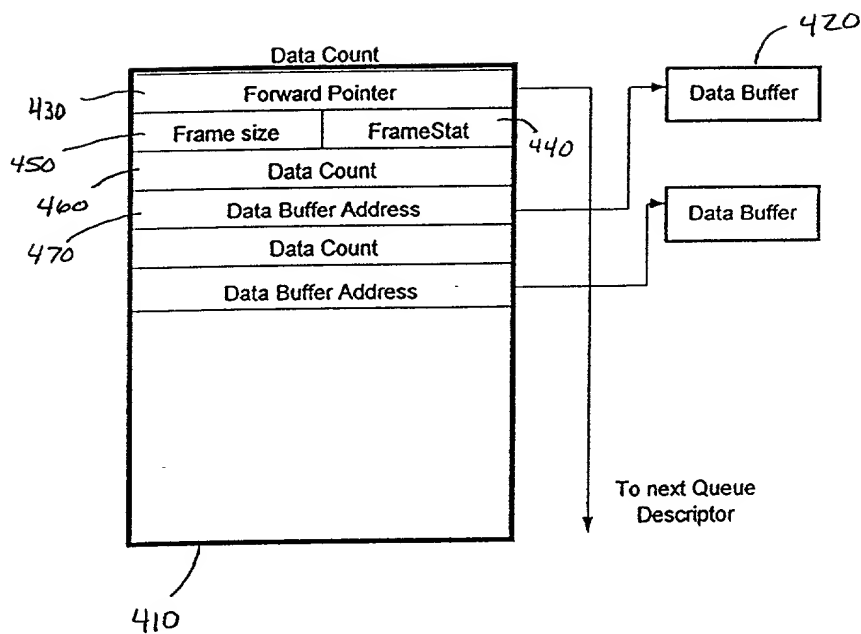 420
Data Count
430 Forward Pointer Data Buffer
450 Frame size FrameStat 440
460 Data Count
470 Data Buffer Address Data Buffer
Data Count
Data Buffer Address
To next Queue
Descriptor
410